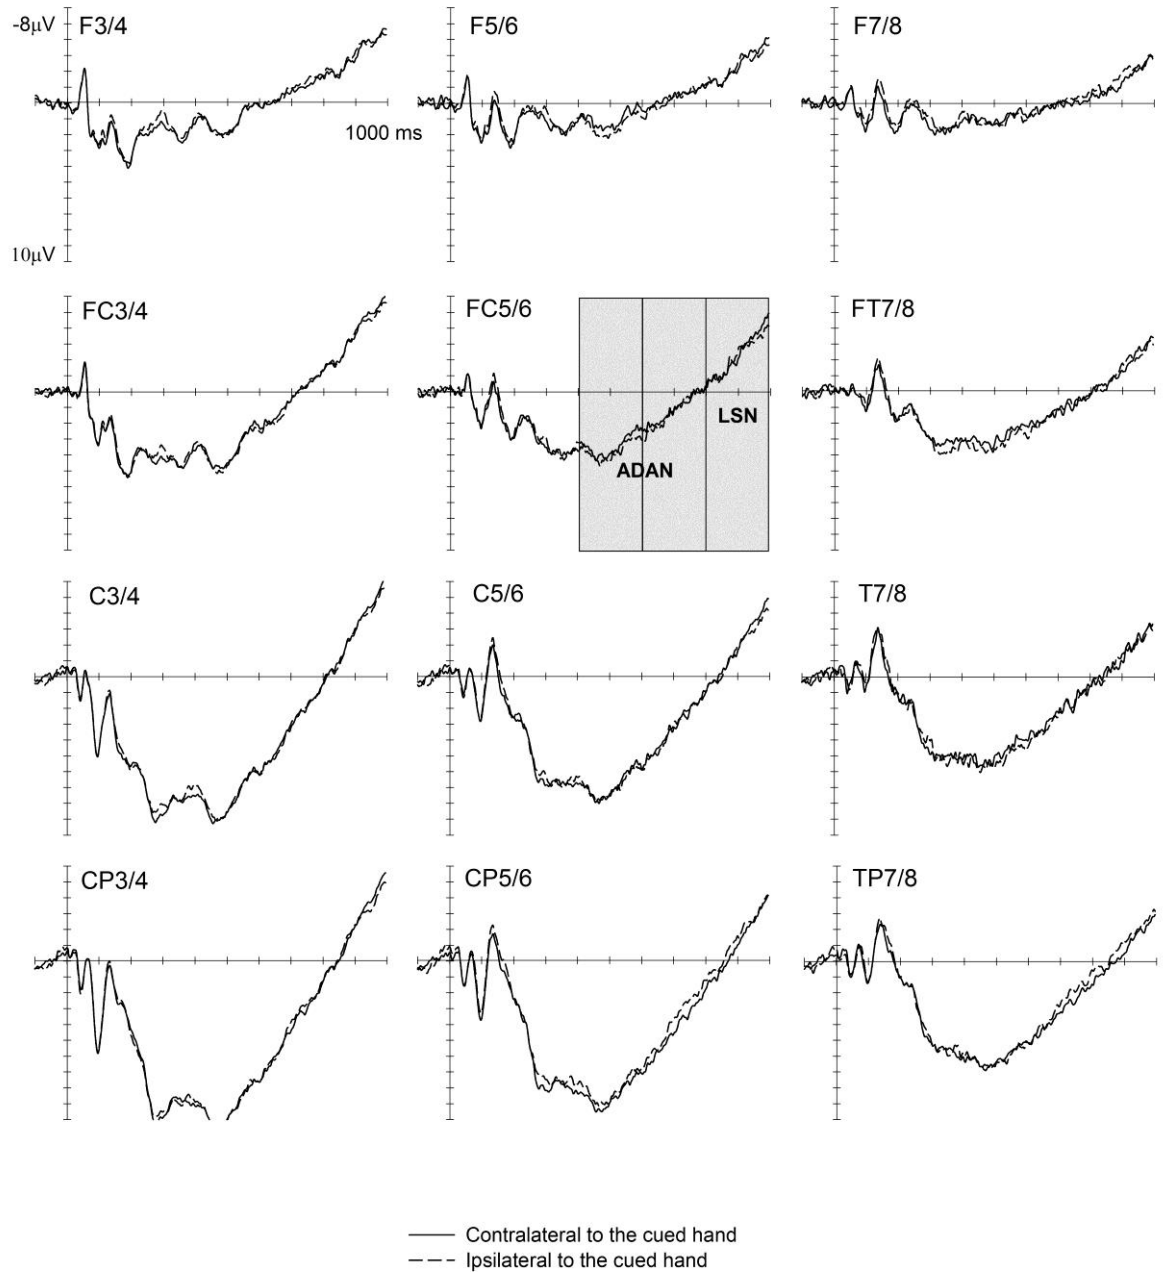 -8μV
F3/4
F5/6
F7/8
1000 ms
10μV
FC3/4
FC5/6
FT7/8
LSN
ADAN
C3/4
C5/6
T7/8
CP3/4
CP5/6
TP7/8
Contralateral to the cued hand
Ipsilateral to the cued hand